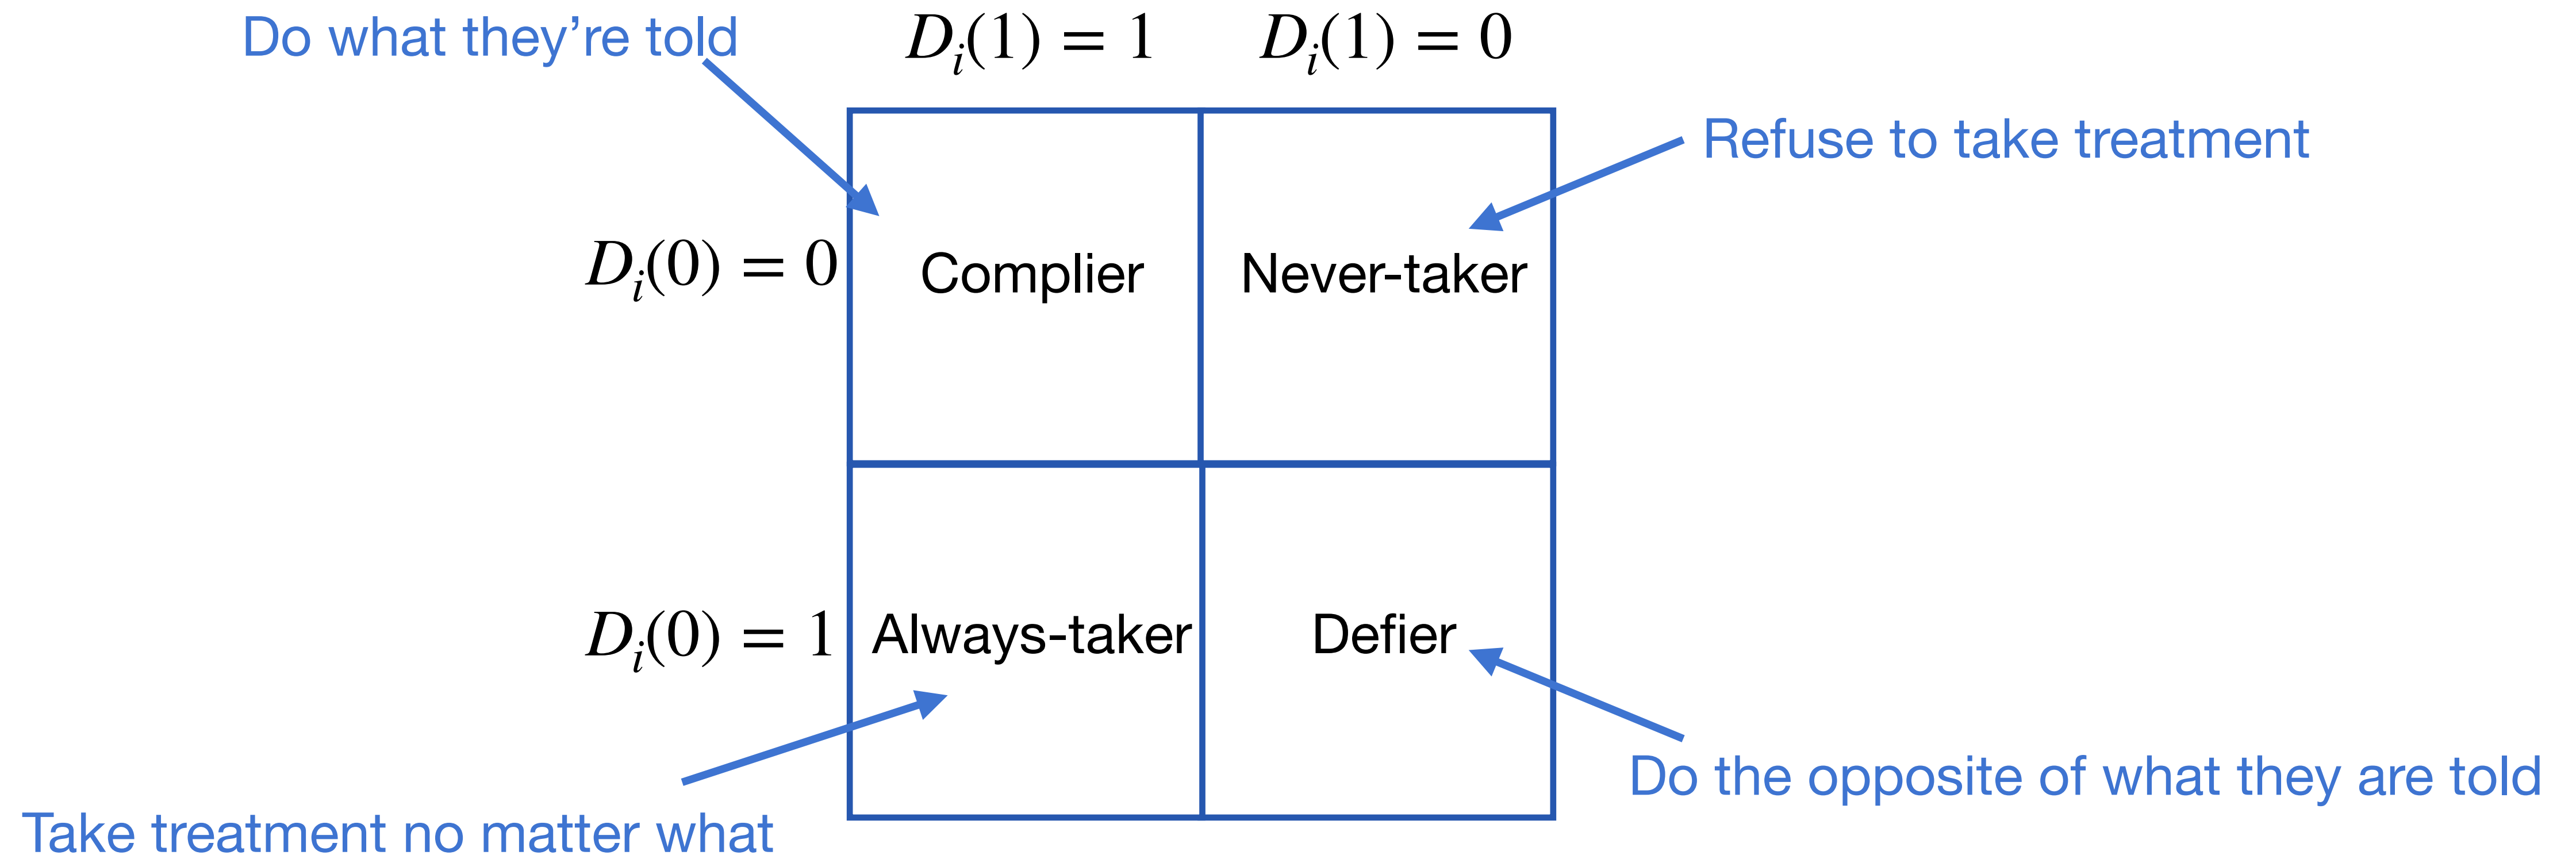 Do what they're told
D_i(1) = 1
D_i(1) = 0
Refuse to take treatment
D_i(0) = 0
Complier
Never-taker
D_i(0) = 1
Always-taker
Defier
Do the opposite of what they are told
Take treatment no matter what